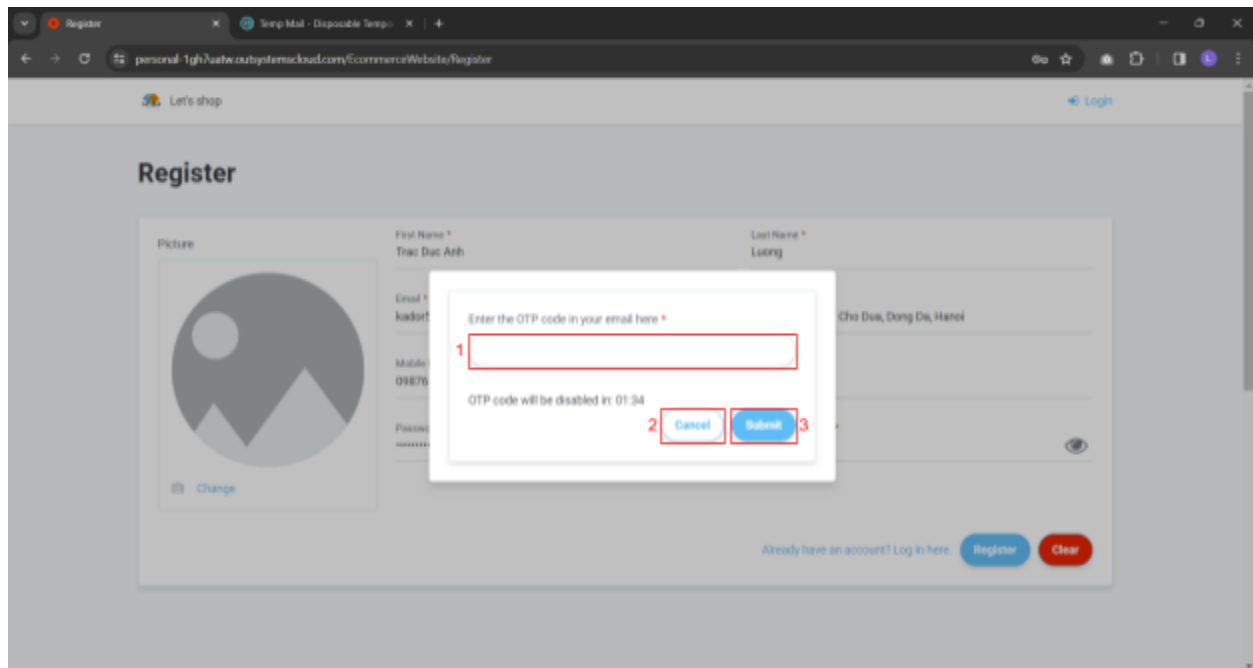 Register
Temp Mail - Disposable Tempo
personal-1gh7uatw.outsystemscloud.com/EcommerceWebsite/Register
Let's shop
Login
Register
Picture
First Name *
Trac Duc Anh
Last Name *
Luong
Email *
Cho Dua, Dong Da, Hanoi
Enter the OTP code in your email here *
1
Mobile
09876
OTP code will be disabled in: 01:34
2 Cancel Submit 3
Change
Already have an account? Log in here. Register Clear